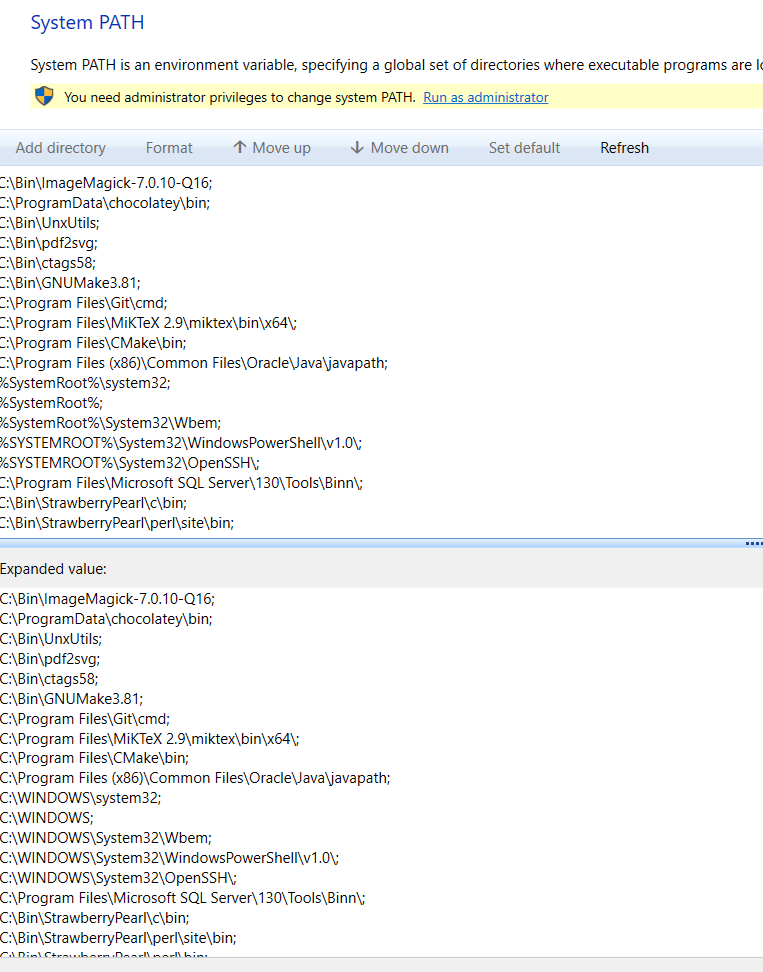 System PATH
System PATH is an environment variable, specifying a global set of directories where executable programs are
You need administrator privileges to change system PATH. Run as administrator
Add directory Format ↑ Move up ↓ Move down Set default Refresh
C:\Bin\ImageMagick-7.0.10-Q16;
C:\ProgramData\chocolatey\bin;
C:\Bin\UnxUtils;
C:\Bin\pdf2svg;
C:\Bin\ctags58;
C:\Bin\GNUMake3.81;
C:\Program Files\Git\cmd;
C:\Program Files\MiKTeX 2.9\miktex\bin\x64\;
C:\Program Files\CMake\bin;
C:\Program Files (x86)\Common Files\Oracle\Java\javapath;
%SystemRoot%\system32;
%SystemRoot%;
%SystemRoot%\System32\Wbem;
%SYSTEMROOT%\System32\WindowsPowerShell\v1.0\;
%SYSTEMROOT%\System32\OpenSSH\;
C:\Program Files\Microsoft SQL Server\130\Tools\Binn\;
C:\Bin\StrawberryPearl\c\bin;
C:\Bin\StrawberryPearl\perl\site\bin;
Expanded value:
C:\Bin\ImageMagick-7.0.10-Q16;
C:\ProgramData\chocolatey\bin;
C:\Bin\UnxUtils;
C:\Bin\pdf2svg;
C:\Bin\ctags58;
C:\Bin\GNUMake3.81;
C:\Program Files\Git\cmd;
C:\Program Files\MiKTeX 2.9\miktex\bin\x64\;
C:\Program Files\CMake\bin;
C:\Program Files (x86)\Common Files\Oracle\Java\javapath;
C:\WINDOWS\system32;
C:\WINDOWS;
C:\WINDOWS\System32\Wbem;
C:\WINDOWS\System32\WindowsPowerShell\v1.0\;
C:\WINDOWS\System32\OpenSSH\;
C:\Program Files\Microsoft SQL Server\130\Tools\Binn\;
C:\Bin\StrawberryPearl\c\bin;
C:\Bin\StrawberryPearl\perl\site\bin;
C:\Bin\StrawberryPearl\perl\bin;